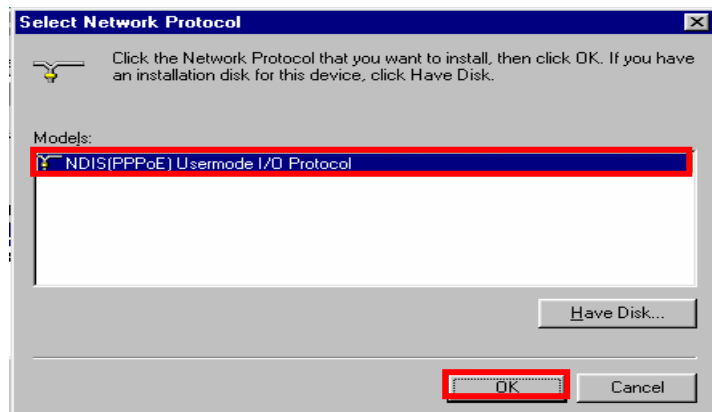 Select Network Protocol
Click the Network Protocol that you want to install, then click OK. If you have
an installation disk for this device, click Have Disk.
Models:
NDIS(PPPoE) Usermode I/O Protocol
Have Disk...
OK
Cancel